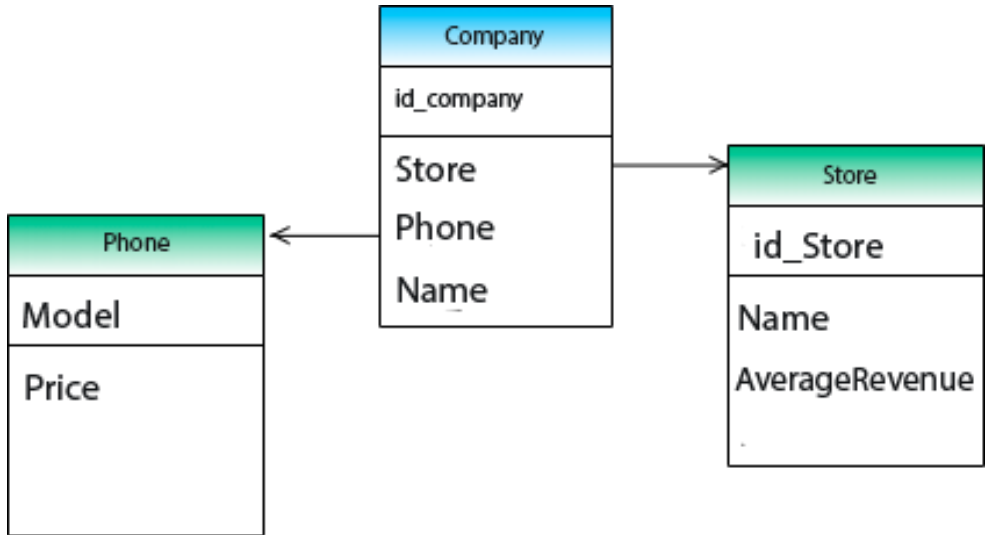 Company
id_company
Store
Phone
Name
Phone
Model
Price
Store
id_Store
Name
AverageRevenue